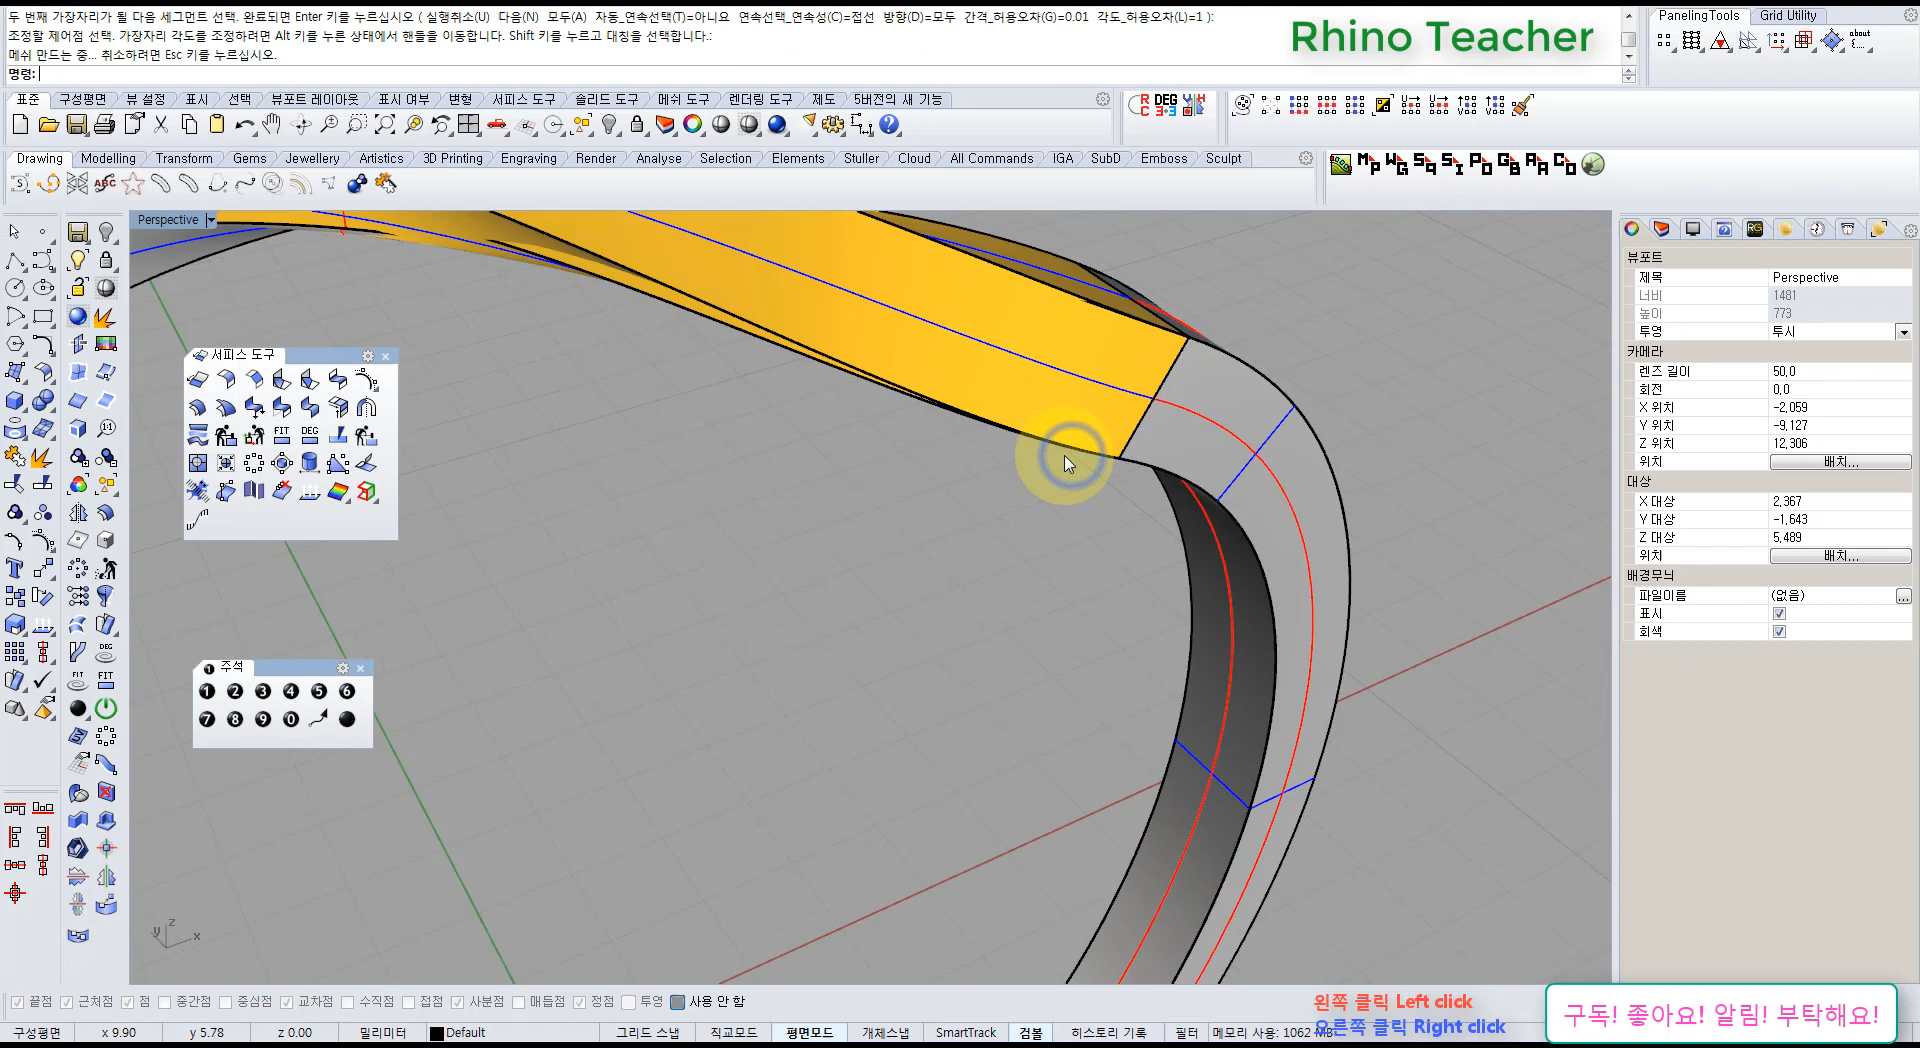 두 번째 가장자리가 될 다음 세그먼트 선택. 완료되면 Enter 키를 누르십시오 ( 실행취소(U) 다음(N) 모두(A) 자동_연속선택(T)=아니요 연속선택_연속성(C)=접선 방향(D)=모두 간격_허용오차(G)=0.01 각도_허용오차(L)=1 ):
조정할 제어점 선택. 가장자리 각도를 조정하려면 Alt 키를 누른 상태에서 핸들을 이동합니다. Shift 키를 누르고 대칭을 선택합니다.:
메쉬 만드는 중... 취소하려면 Esc 키를 누르십시오.
명령:
Rhino Teacher
PanelingTools Grid Utility
about
표준 구성평면 뷰 설정 표시 선택 뷰포트 레이아웃 표시 여부 변형 서피스 도구 솔리드 도구 메쉬 도구 렌더링 도구 제도 5버전의 새 기능
Drawing Modelling Transform Gems Jewellery Artistics 3D Printing Engraving Render Analyse Selection Elements Stuller Cloud All Commands IGA SubD Emboss Sculpt
Perspective
서피스 도구
FIT DEG
주석
1 2 3 4 5 6
7 8 9 0
뷰포트
제목 Perspective
너비 1481
높이 773
투영 투시
카메라
렌즈 길이 50,0
회전 0,0
X 위치 -2,059
Y 위치 -9,127
Z 위치 12,306
위치 배치...
대상
X 대상 2,367
Y 대상 -1,643
Z 대상 5,489
위치 배치...
배경무늬
파일이름 (없음) ...
표시
회색
z
y x
끝점 근처점 점 중간점 중심점 교차점 수직점 접점 사분점 매듭점 정점 투영 사용 안 함
왼쪽 클릭 Left click
오른쪽 클릭 Right click
구독! 좋아요! 알림! 부탁해요!
구성평면 x 9.90 y 5.78 z 0.00 밀리미터 Default 그리드 스냅 직교모드 평면모드 개체스냅 SmartTrack 검볼 히스토리 기록 필터 메모리 사용: 1062 MB